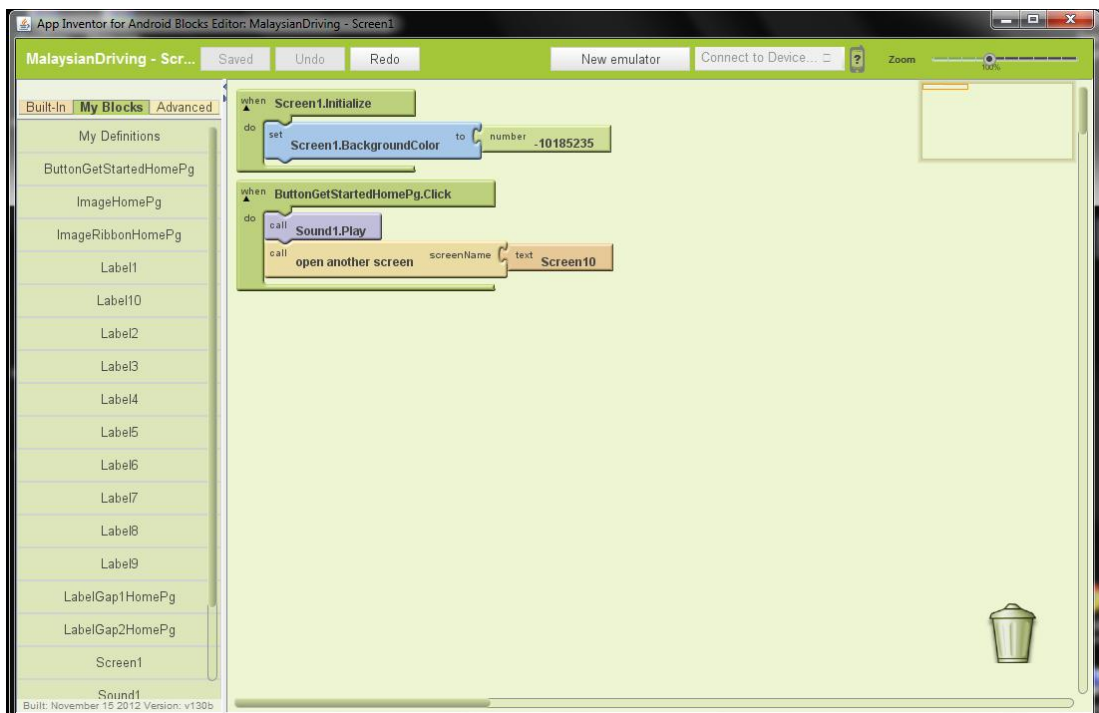 App Inventor for Android Blocks Editor: MalaysianDriving - Screen1
MalaysianDriving - Scr... Saved Undo Redo New emulator Connect to Device... ? Zoom 100%
Built-In My Blocks Advanced
My Definitions
ButtonGetStartedHomePg
ImageHomePg
ImageRibbonHomePg
Label1
Label10
Label2
Label3
Label4
Label5
Label6
Label7
Label8
Label9
LabelGap1HomePg
LabelGap2HomePg
Screen1
Sound1
Built: November 15 2012 Version: v130b
when Screen1.Initialize
do set Screen1.BackgroundColor to number -10185235
when ButtonGetStartedHomePg.Click
do call Sound1.Play
call open another screen screenName text Screen10